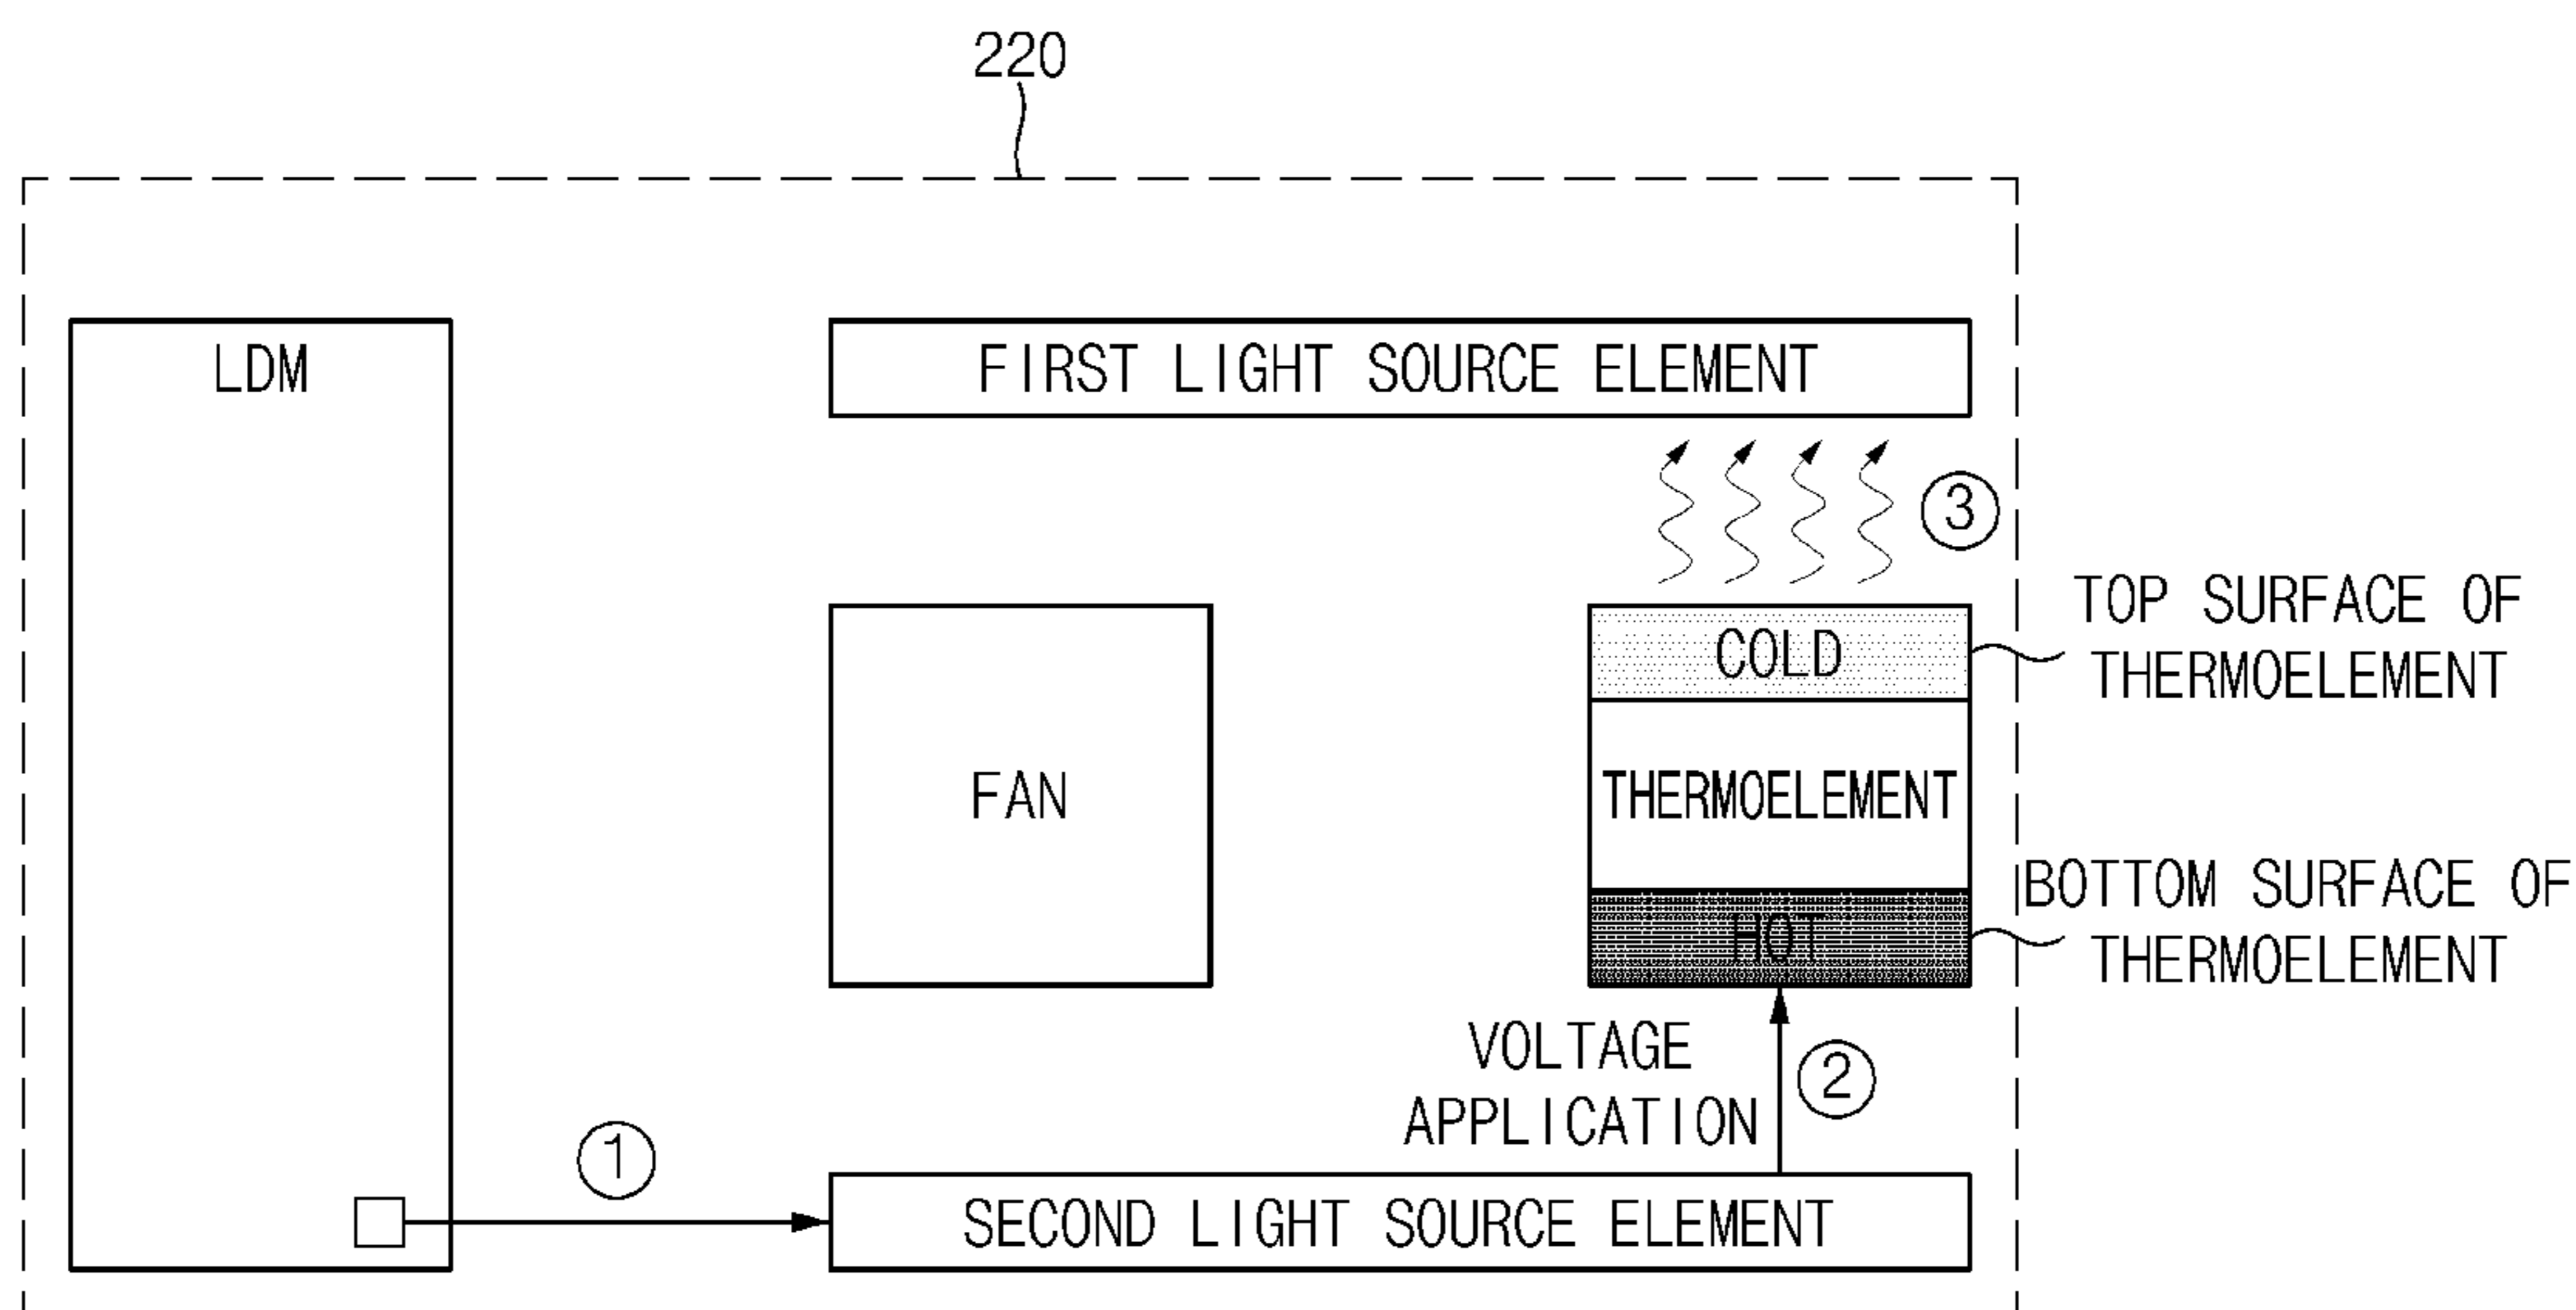 220
LDM
FIRST LIGHT SOURCE ELEMENT
③
TOP SURFACE OF
THERMOELEMENT
COLD
FAN
THERMOELEMENT
BOTTOM SURFACE OF
THERMOELEMENT
HOT
VOLTAGE
APPLICATION
②
①
SECOND LIGHT SOURCE ELEMENT